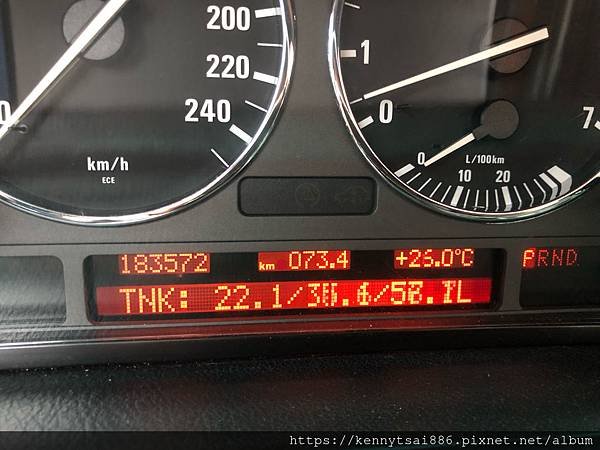 200
220
240
0
km/h
ECE
1
0
7
L/100km
0 10 20
183572 km 073.4 +25.0°C PRND
TNK: 22.1/
https://kennytsai886.pixnet.net/album